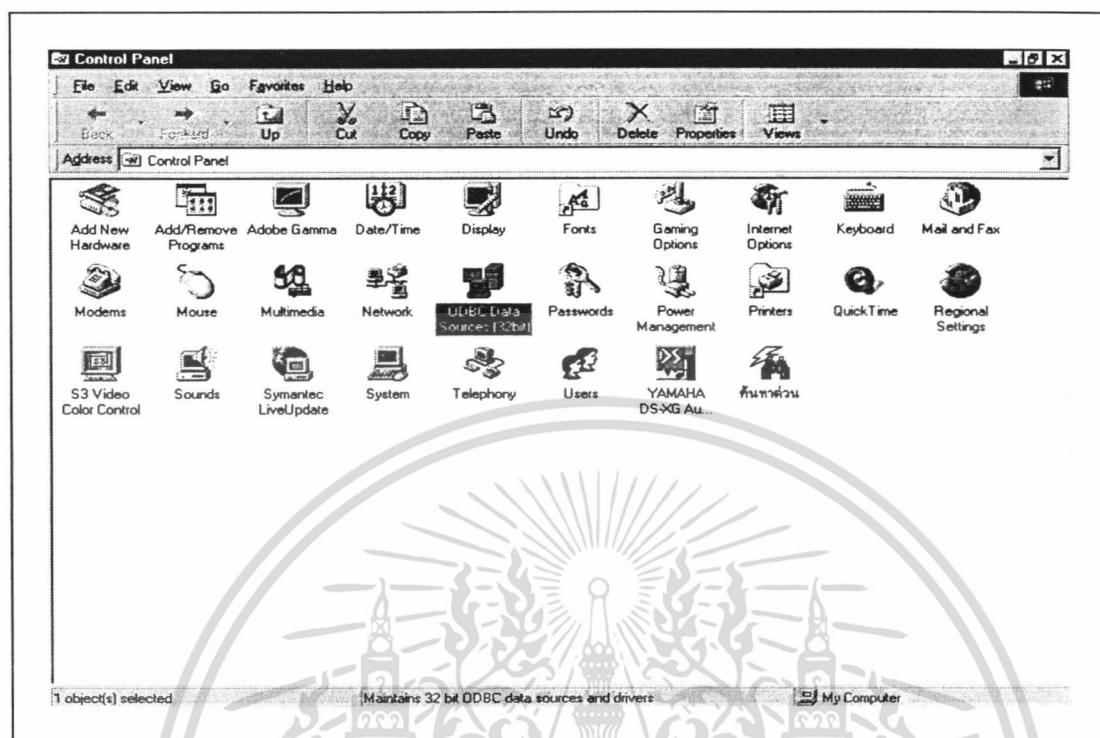 Control Panel
File Edit View Go Favorites Help
Back Forward Up Cut Copy Paste Undo Delete Properties Views
Address Control Panel
Add New Hardware
Add/Remove Programs
Adobe Gamma
Date/Time
Display
Fonts
Gaming Options
Internet Options
Keyboard
Mail and Fax
Modems
Mouse
Multimedia
Network
ODBC Data Sources (32bit)
Passwords
Power Management
Printers
QuickTime
Regional Settings
S3 Video Color Control
Sounds
Symantec LiveUpdate
System
Telephony
Users
YAMAHA DS-XG Au...
ค้นหาด่วน
1 object(s) selected
Maintains 32 bit ODBC data sources and drivers
My Computer